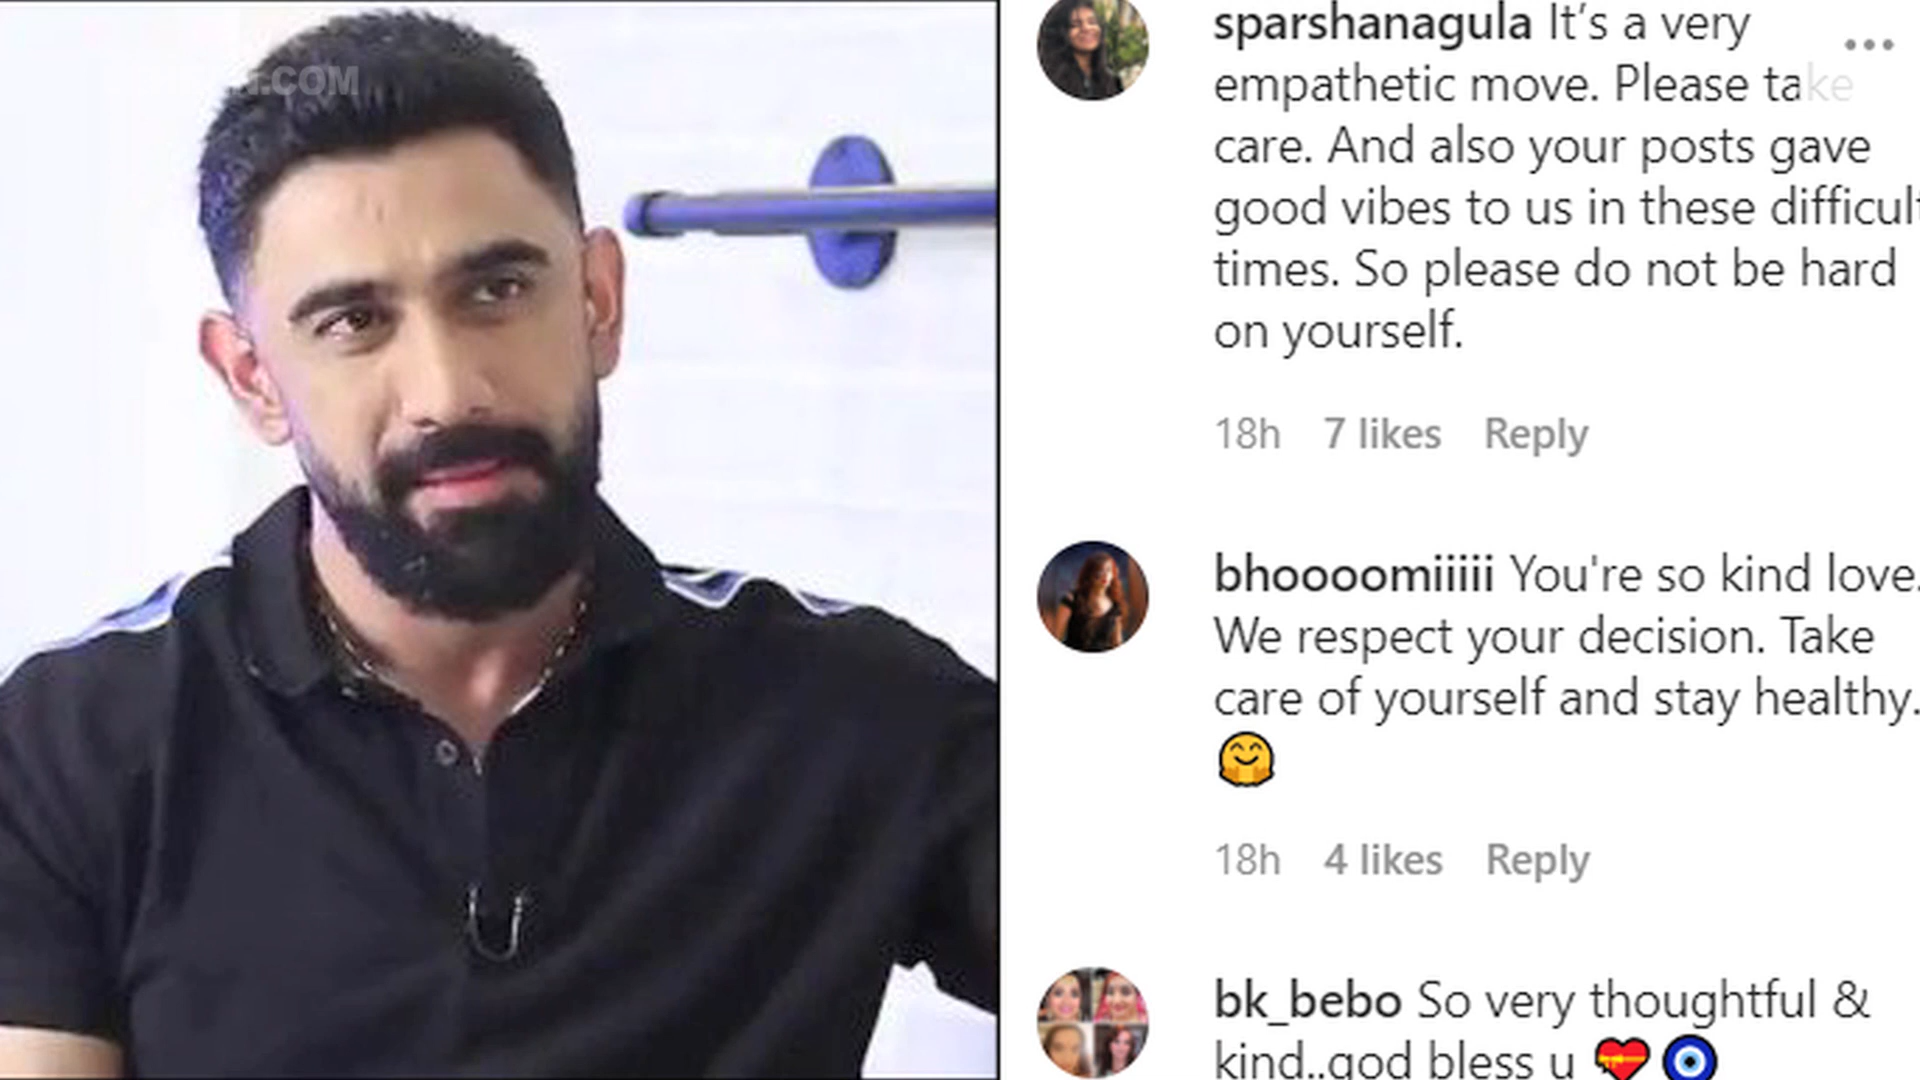 .COM
sparshanagula It's a very
empathetic move. Please take
care. And also your posts gave
good vibes to us in these difficult
times. So please do not be hard
on yourself.
18h 7 likes Reply
bhoooomiiiii You're so kind love.
We respect your decision. Take
care of yourself and stay healthy.
🤗
18h 4 likes Reply
bk_bebo So very thoughtful &
kind..god bless u 💝 🧿